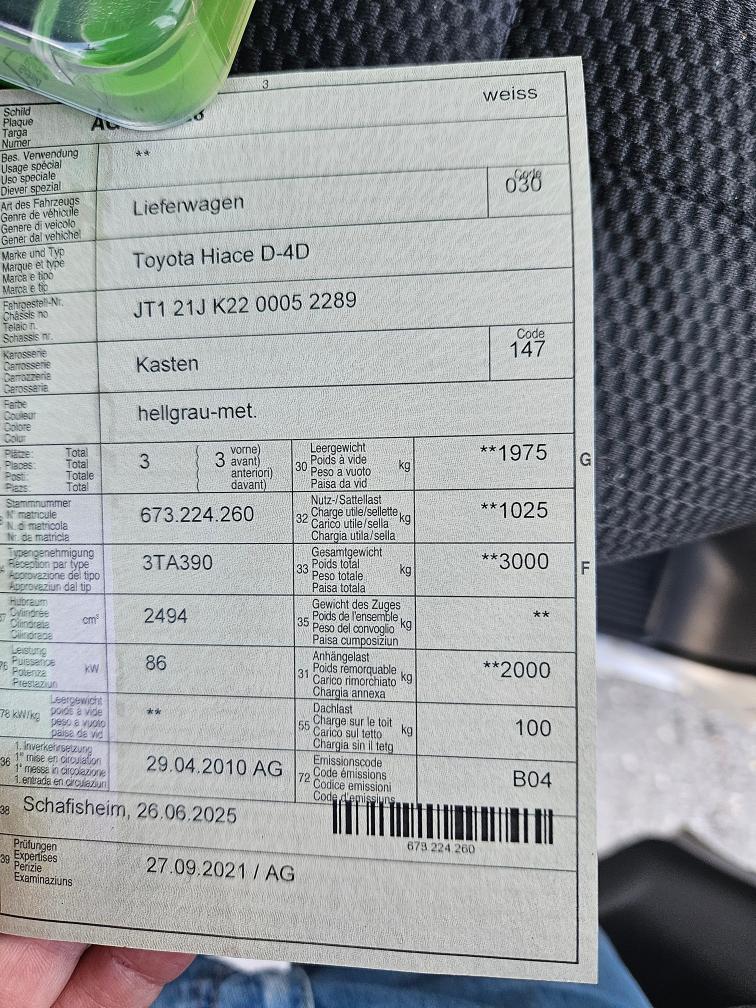 3
Schild
Plaque
Targa
Numer
weiss
Bes. Verwendung
Usage spécial
Uso speciale
Diever spezial
**
Art des Fahrzeugs
Genre de véhicule
Genere di veicolo
Gener dal vehichel
Lieferwagen
Code
030
Marke und Typ
Marque et type
Marca e tipo
Marca e tip
Toyota Hiace D-4D
Fahrgestell-Nr.
Châssis no
Telaio n.
Schassis nr.
JT1 21J K22 0005 2289
Karosserie
Carrosserie
Carrozzeria
Carossaria
Kasten
Code
147
Farbe
Couleur
Colore
Colur
hellgrau-met.
Plätze: Total
Places: Total
Posti: Totale
Plazs: Total
3
3
vorne)
avant)
anteriori)
davant)
30
Leergewicht
Poids à vide
Peso a vuoto
Paisa da vid
kg
**1975
G
Stammnummer
N° matricule
N. di matricola
Nr. da matricla
673.224.260
32
Nutz-/Sattellast
Charge utile/sellette
Carico utile/sella
Chargia utila/sella
kg
**1025
Typengenehmigung
Réception par type
Approvazione del tipo
Approvaziun dal tip
3TA390
33
Gesamtgewicht
Poids total
Peso totale
Paisa totala
kg
**3000
F
Hubraum
Cylindrée
Cilindrata
Cilindrada
cm³
2494
35
Gewicht des Zuges
Poids de l'ensemble
Peso del convoglio
Paisa cumposiziun
kg
**
76
Leistung
Puissance
Potenza
Prestaziun
kW
86
31
Anhängelast
Poids remorquable
Carico rimorchiato
Chargia annexa
kg
**2000
78 kW/kg
Leergewicht
poids à vide
peso a vuoto
paisa da vid
**
55
Dachlast
Charge sur le toit
Carico sul tetto
Chargia sin il tetg
kg
100
36
1. Inverkehrsetzung
1re mise en circulation
1a messa in circolazione
1. entrada en circulaziun
29.04.2010 AG
72
Emissionscode
Code émissions
Codice emissioni
Code d'emissiuns
B04
38
Schafisheim, 26.06.2025
673 224 260
39
Prüfungen
Expertises
Perizie
Examinaziuns
27.09.2021 / AG